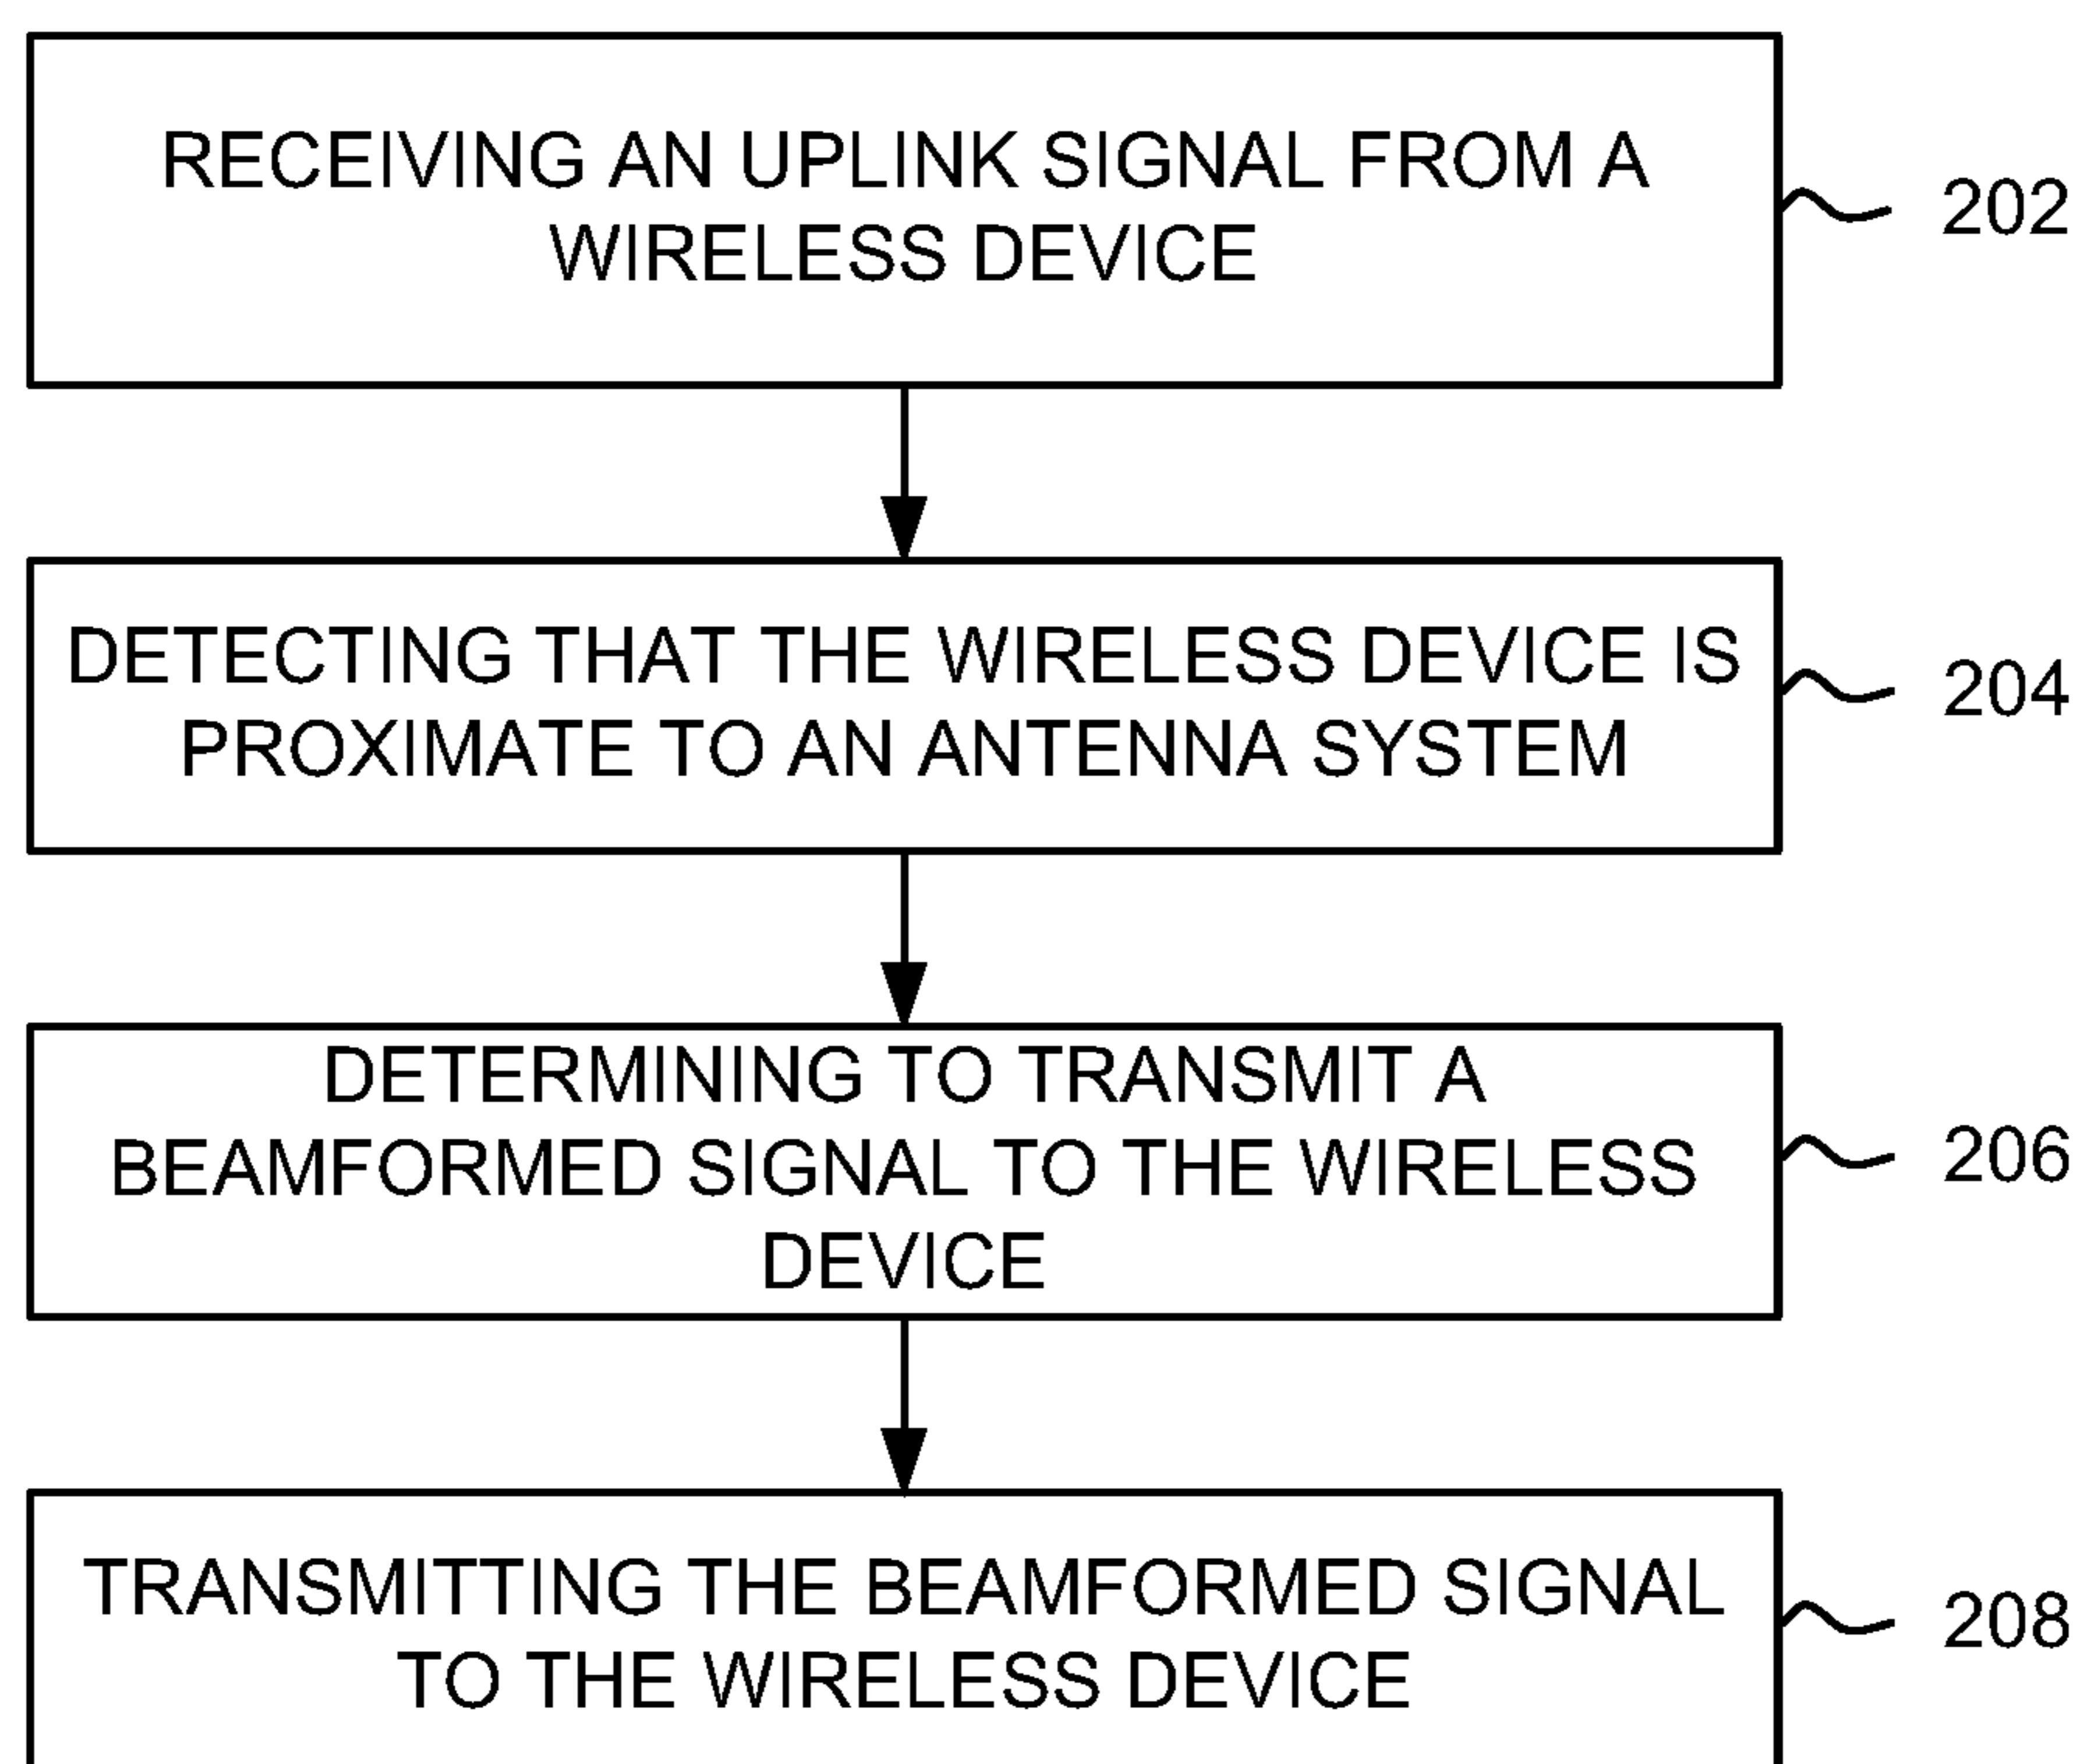 RECEIVING AN UPLINK SIGNAL FROM A
WIRELESS DEVICE
202
DETECTING THAT THE WIRELESS DEVICE IS
PROXIMATE TO AN ANTENNA SYSTEM
204
DETERMINING TO TRANSMIT A
BEAMFORMED SIGNAL TO THE WIRELESS
DEVICE
206
TRANSMITTING THE BEAMFORMED SIGNAL
TO THE WIRELESS DEVICE
208